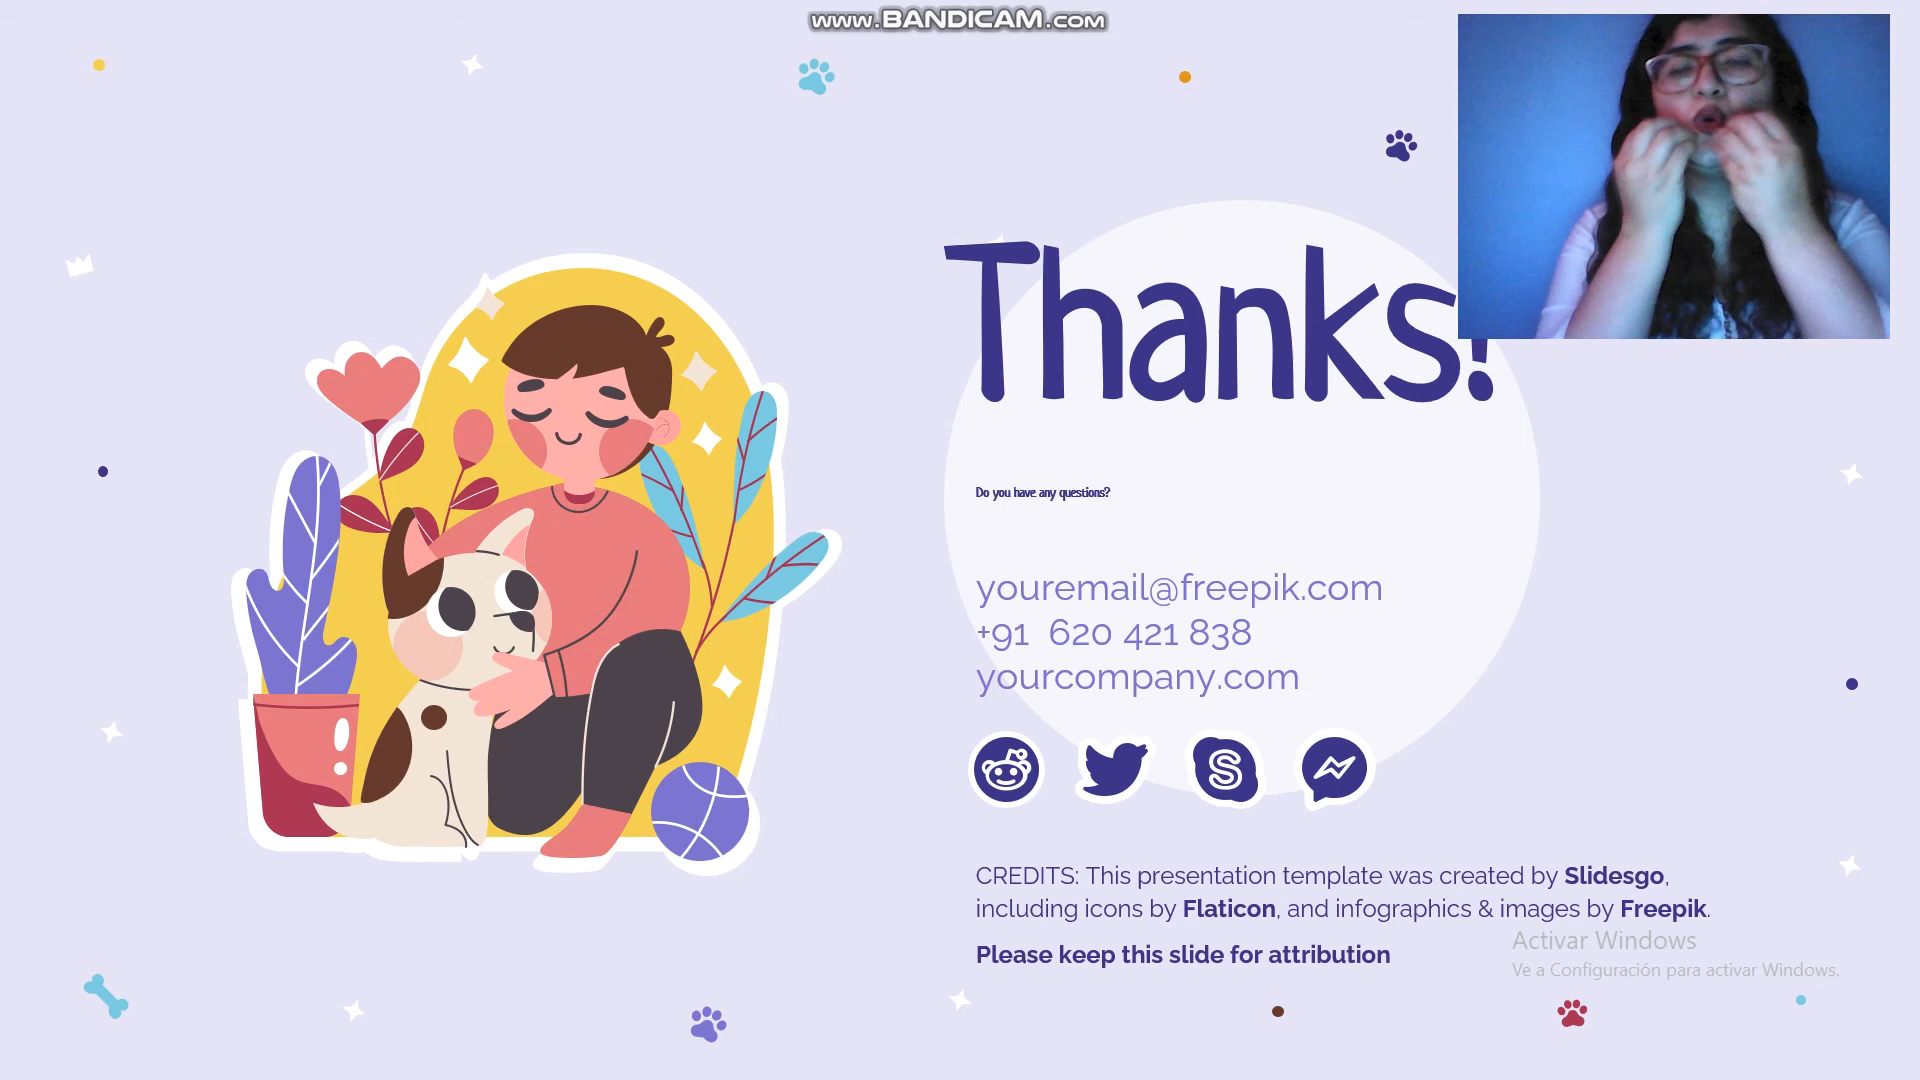 www.BANDICAM.com
Thanks!
Do you have any questions?
youremail@freepik.com
+91  620 421 838
yourcompany.com
CREDITS: This presentation template was created by Slidesgo,
including icons by Flaticon, and infographics & images by Freepik.
Please keep this slide for attribution
Activar Windows
Ve a Configuración para activar Windows.